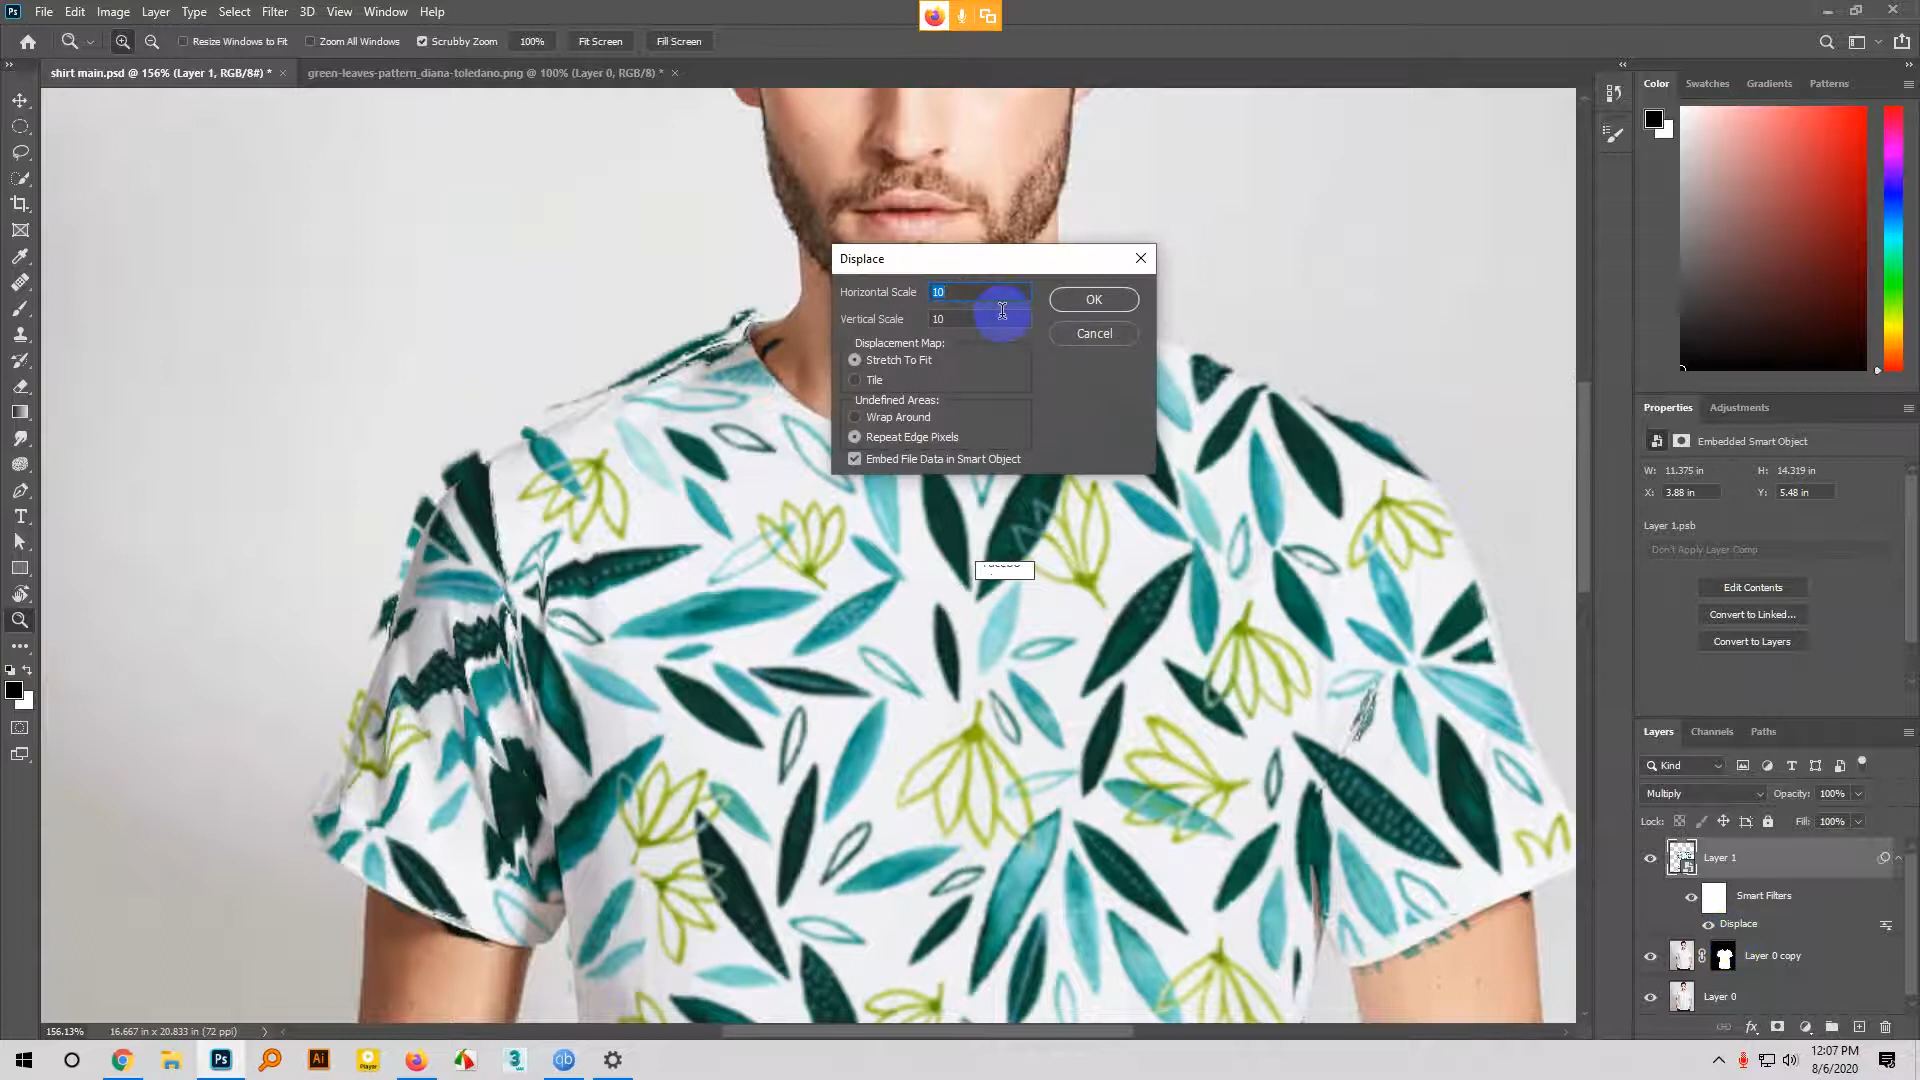 Ps File Edit Image Layer Type Select Filter 3D View Window Help
Resize Windows to Fit Zoom All Windows Scrubby Zoom 100% Fit Screen Fill Screen
shirt main.psd @ 156% (Layer 1, RGB/8#) * × green-leaves-pattern_diana-toledano.png @ 100% (Layer 0, RGB/8) * ×
Color Swatches Gradients Patterns
Displace
Horizontal Scale 10
OK
Vertical Scale 10
Cancel
Displacement Map:
Stretch To Fit
Tile
Undefined Areas:
Wrap Around
Repeat Edge Pixels
Embed File Data in Smart Object
Properties Adjustments
Embedded Smart Object
W: 11.375 in H: 14.319 in
X: 3.88 in Y: 5.48 in
Layer 1.psb
Don't Apply Layer Comp
Edit Contents
Convert to Linked...
Convert to Layers
Layers Channels Paths
Kind
Multiply Opacity: 100%
Lock: Fill: 100%
Layer 1
Smart Filters
Displace
Layer 0 copy
Layer 0
156.13% 16.667 in x 20.833 in (72 ppi)
Ps Ai Player qb
12:07 PM
8/6/2020